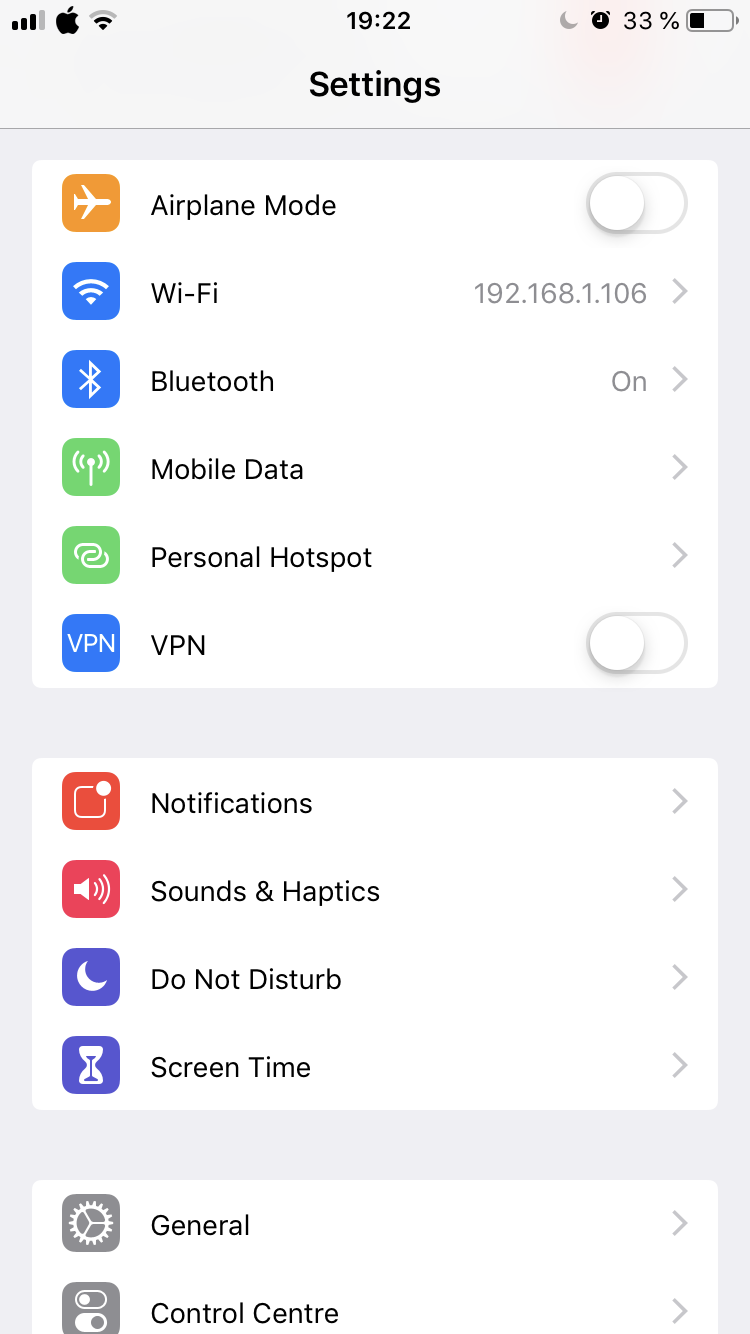 19:22
33 %
Settings
Airplane Mode
Wi-Fi 192.168.1.106
Bluetooth On
Mobile Data
Personal Hotspot
VPN VPN
Notifications
Sounds & Haptics
Do Not Disturb
Screen Time
General
Control Centre